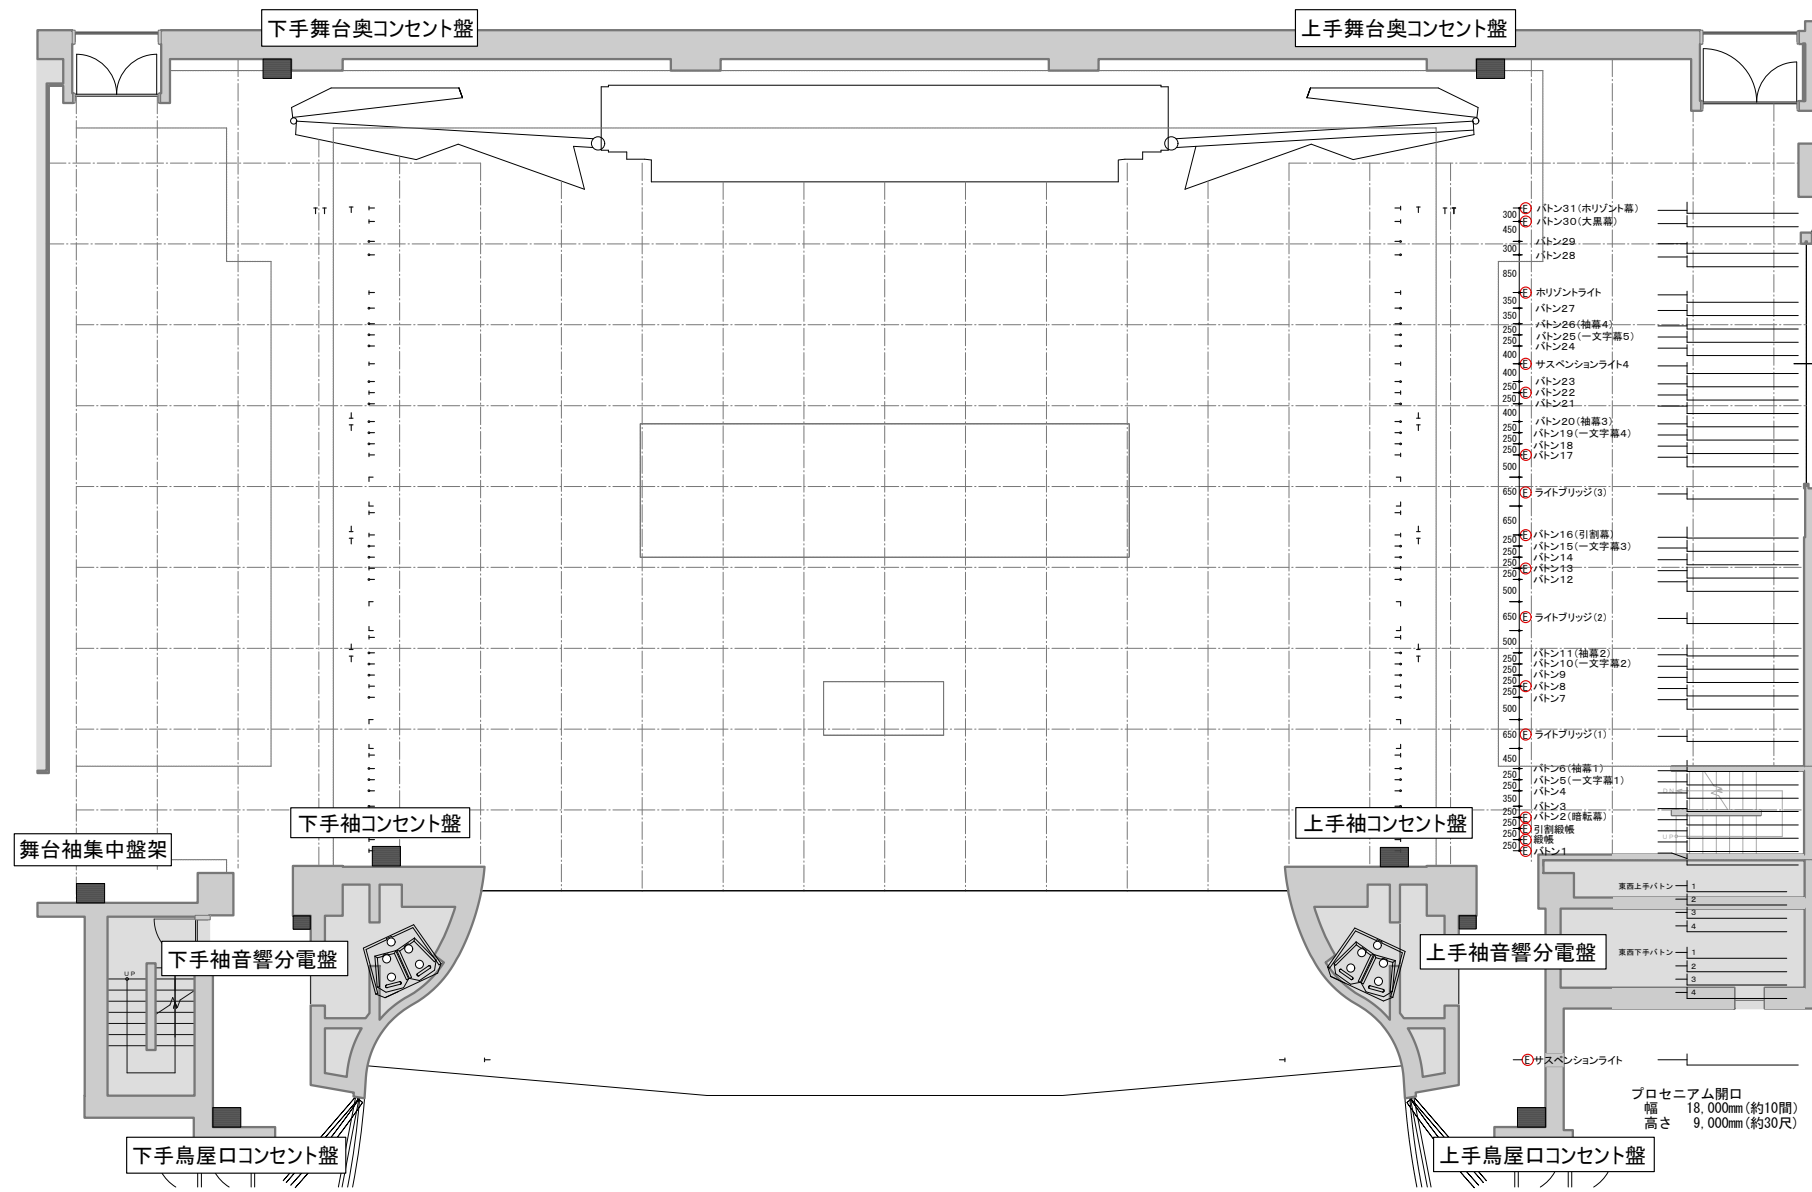 下手舞台奥コンセント盤
上手舞台奥コンセント盤
Ⓔ バトン31(ホリゾント幕)
300
Ⓔ バトン30(大黒幕)
450
バトン29
300
バトン28
850
Ⓔ ホリゾントライト
350
バトン27
350
バトン26(袖幕4)
250
バトン25(一文字幕5)
250
バトン24
400
Ⓔ サスペンションライト4
400
バトン23
250
Ⓔ バトン22
250
バトン21
400
バトン20(袖幕3)
250
バトン19(一文字幕4)
250
バトン18
250
Ⓔ バトン17
500
650
Ⓔ ライトブリッジ(3)
650
Ⓔ バトン16(引割幕)
250
バトン15(一文字幕3)
250
バトン14
250
Ⓔ バトン13
250
バトン12
500
650
Ⓔ ライトブリッジ(2)
500
バトン11(袖幕2)
250
バトン10(一文字幕2)
250
バトン9
250
Ⓔ バトン8
250
バトン7
500
650
Ⓔ ライトブリッジ(1)
450
バトン6(袖幕1)
250
バトン5(一文字幕1)
250
バトン4
350
バトン3
250
Ⓔ バトン2(暗転幕)
250
Ⓔ 引割緞帳
250
Ⓔ 緞帳
250
Ⓔ バトン1
下手袖コンセント盤
上手袖コンセント盤
舞台袖集中盤架
下手袖音響分電盤
上手袖音響分電盤
UP
東西上手バトン 1
2
3
4
東西下手バトン 1
2
3
4
Ⓔ サスペンションライト
プロセニアム開口
幅 18,000mm(約10間)
高さ 9,000mm(約30尺)
下手鳥屋口コンセント盤
上手鳥屋口コンセント盤